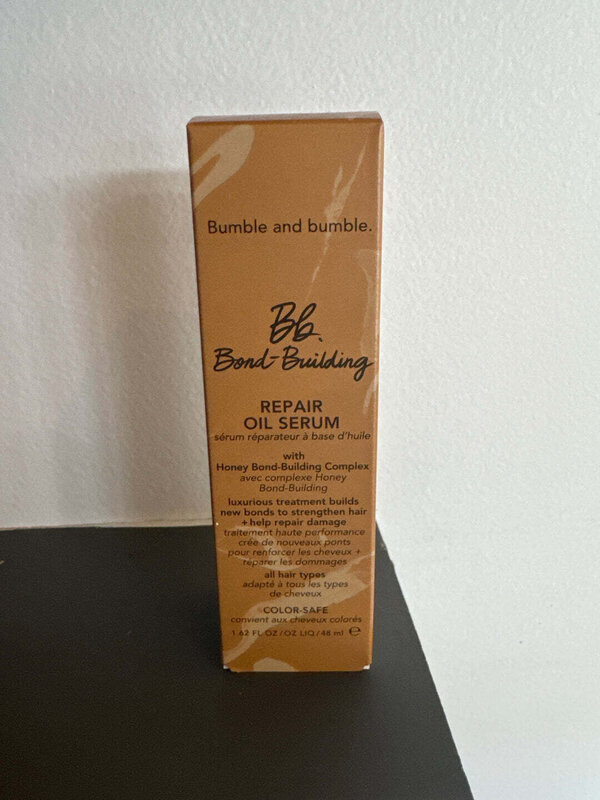 Bumble and bumble.
Bb.
Bond-Building
REPAIR
OIL SERUM
sérum réparateur à base d'huile
with
Honey Bond-Building Complex
avec complexe Honey
Bond-Building
luxurious treatment builds
new bonds to strengthen hair
+ help repair damage
traitement haute performance
crée de nouveaux ponts
pour renforcer les cheveux +
réparer les dommages
all hair types
adapté à tous les types
de cheveux
COLOR-SAFE
convient aux cheveux colorés
1.62 FL OZ / OZ LIQ / 48 ml ℮